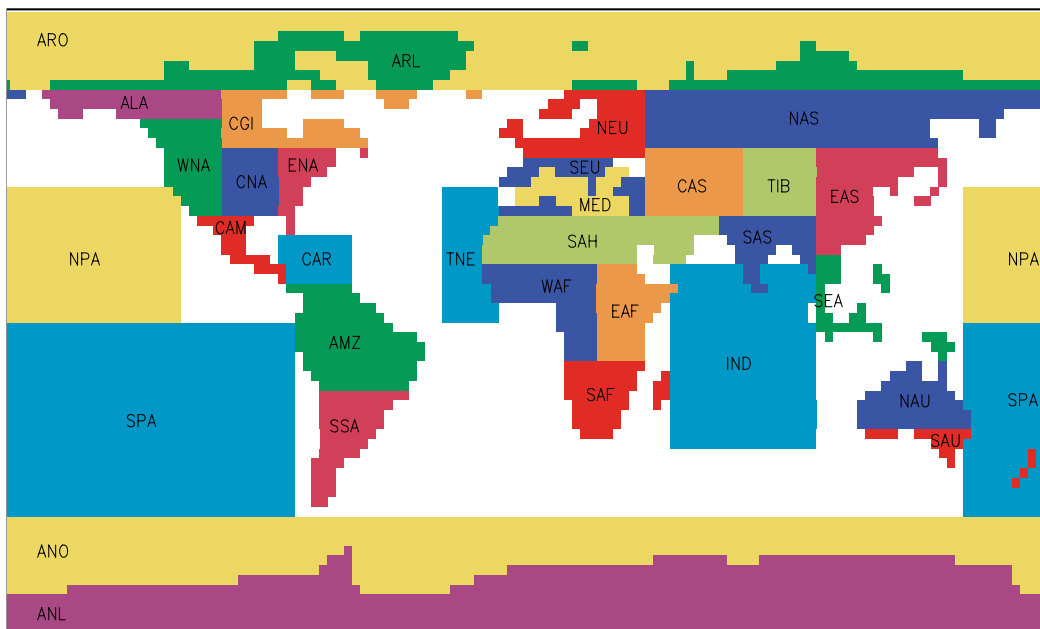 ARO
ARL
ALA
CGI
NEU
NAS
WNA
CNA
ENA
SEU
CAS
TIB
EAS
MED
CAM
SAH
SAS
NPA
CAR
TNE
WAF
EAF
SEA
NPA
AMZ
IND
SPA
SSA
SAF
NAU
SPA
SAU
ANO
ANL